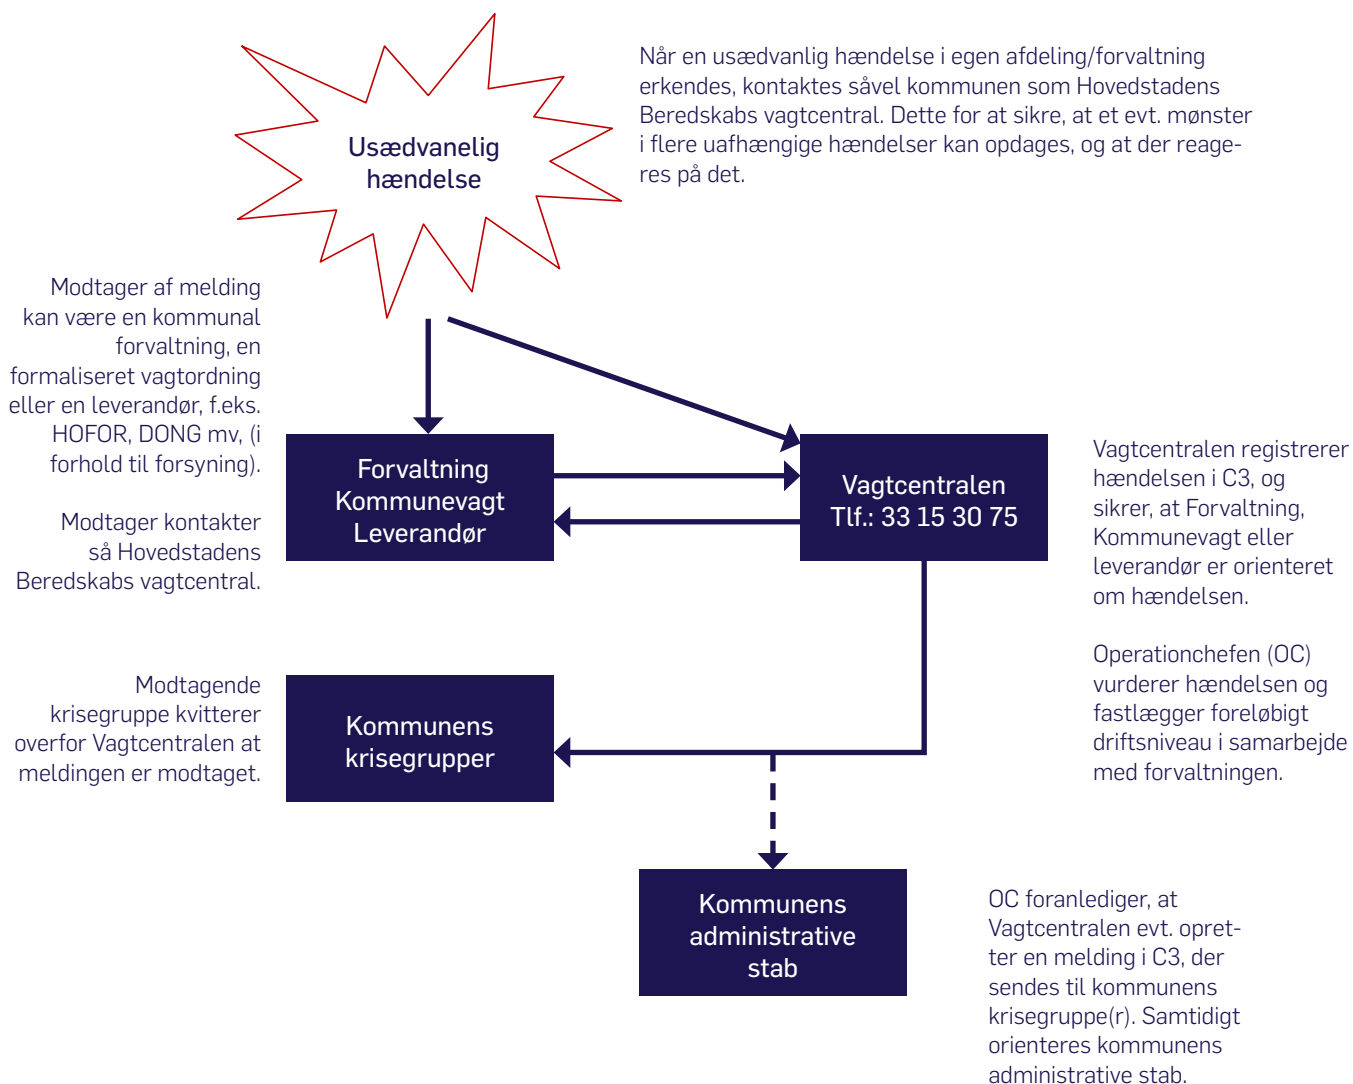 Når en usædvanlig hændelse i egen afdeling/forvaltning
erkendes, kontaktes såvel kommunen som Hovedstadens
Beredskabs vagtcentral. Dette for at sikre, at et evt. mønster
i flere uafhængige hændelser kan opdages, og at der reage-
res på det.
Usædvanelig
hændelse
Modtager af melding
kan være en kommunal
forvaltning, en
formaliseret vagtordning
eller en leverandør, f.eks.
HOFOR, DONG mv, (i
forhold til forsyning).
Modtager kontakter
så Hovedstadens
Beredskabs vagtcentral.
Forvaltning
Kommunevagt
Leverandør
Vagtcentralen
Tlf.: 33 15 30 75
Vagtcentralen registrerer
hændelsen i C3, og
sikrer, at Forvaltning,
Kommunevagt eller
leverandør er orienteret
om hændelsen.
Operationchefen (OC)
vurderer hændelsen og
fastlægger foreløbigt
driftsniveau i samarbejde
med forvaltningen.
Modtagende
krisegruppe kvitterer
overfor Vagtcentralen at
meldingen er modtaget.
Kommunens
krisegrupper
Kommunens
administrative
stab
OC foranlediger, at
Vagtcentralen evt. opret-
ter en melding i C3, der
sendes til kommunens
krisegruppe(r). Samtidigt
orienteres kommunens
administrative stab.